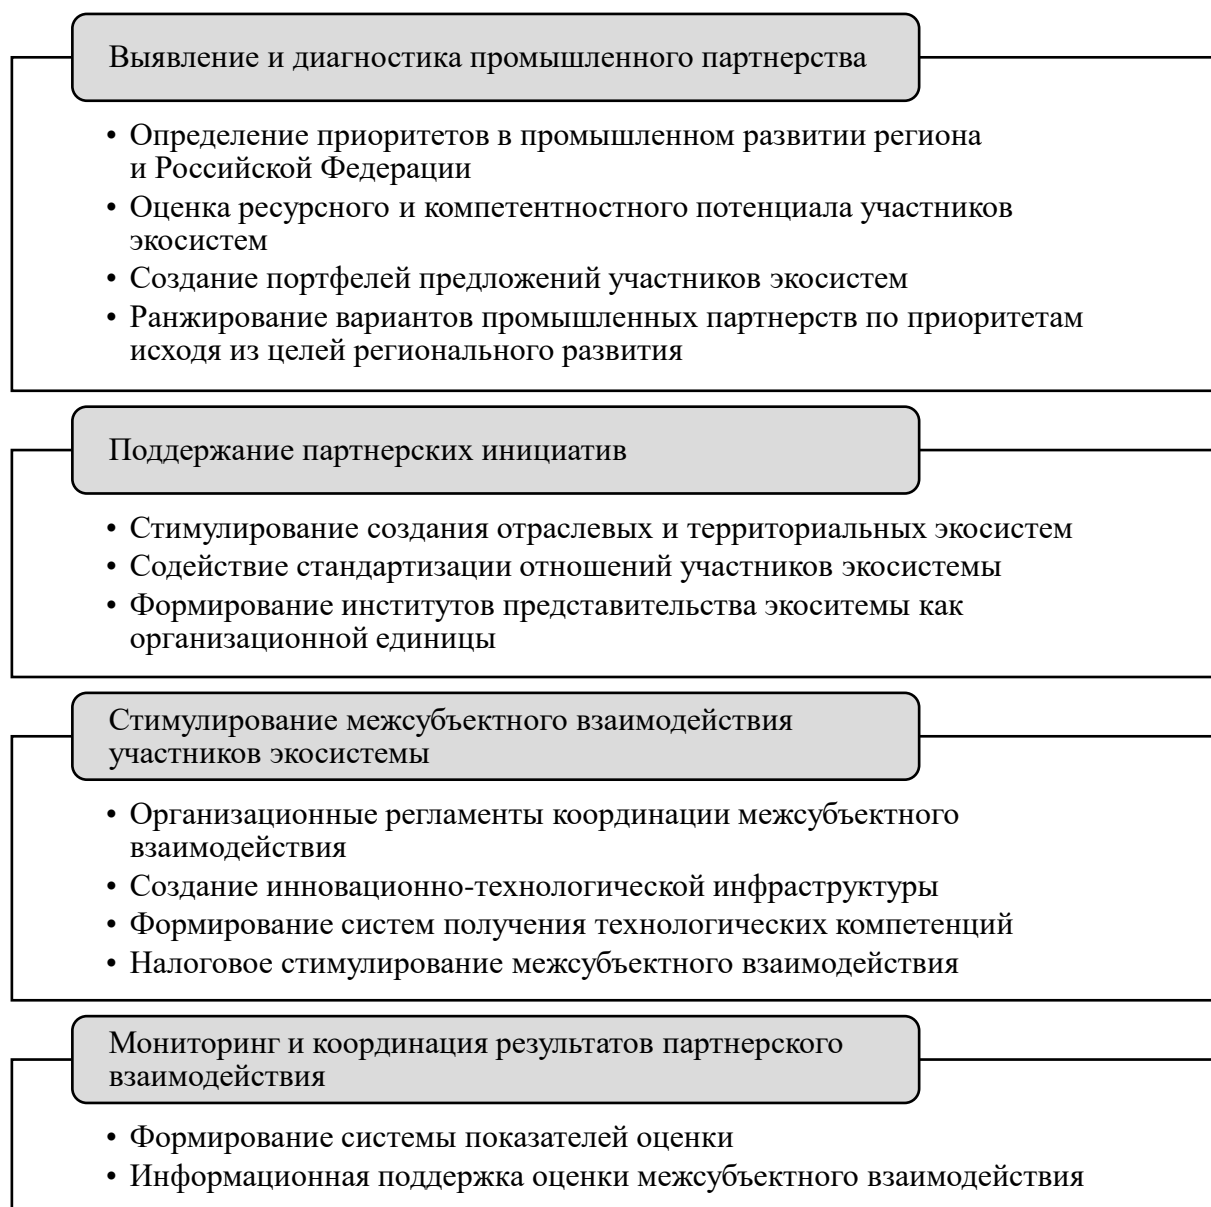 Выявление и диагностика промышленного партнерства
• Определение приоритетов в промышленном развитии региона
и Российской Федерации
• Оценка ресурсного и компетентностного потенциала участников
экосистем
• Создание портфелей предложений участников экосистем
• Ранжирование вариантов промышленных партнерств по приоритетам
исходя из целей регионального развития
Поддержание партнерских инициатив
• Стимулирование создания отраслевых и территориальных экосистем
• Содействие стандартизации отношений участников экосистемы
• Формирование институтов представительства экоситемы как
организационной единицы
Стимулирование межсубъектного взаимодействия
участников экосистемы
• Организационные регламенты координации межсубъектного
взаимодействия
• Создание инновационно-технологической инфраструктуры
• Формирование систем получения технологических компетенций
• Налоговое стимулирование межсубъектного взаимодействия
Мониторинг и координация результатов партнерского
взаимодействия
• Формирование системы показателей оценки
• Информационная поддержка оценки межсубъектного взаимодействия